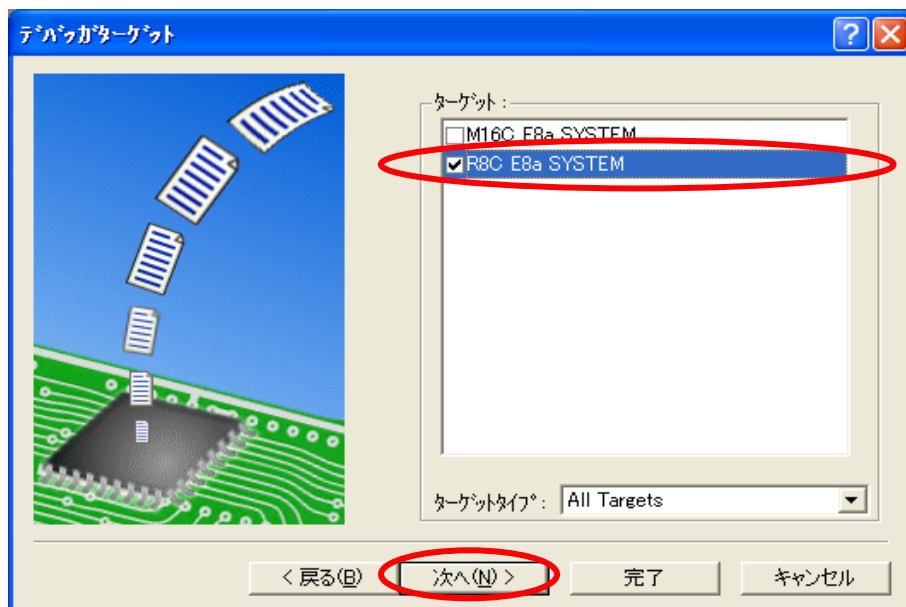 デバッガターゲット
ターゲット :
M16C E8a SYSTEM
R8C E8a SYSTEM
ターゲットタイプ : All Targets
< 戻る(B) 次へ(N) > 完了 キャンセル